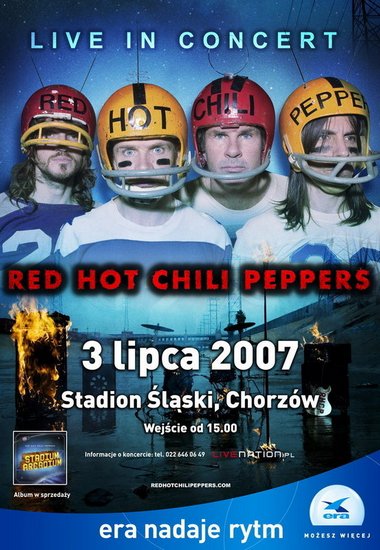 LIVE IN CONCERT
RED HOT CHILI PEPPER
RED HOT CHILI PEPPERS
3 lipca 2007
Stadion Śląski, Chorzów
Wejście od 15.00
Informacje o koncercie: tel. 022 646 06 49 LIVE NATION.PL
STADIUM
ARCADIUM
Album w sprzedaży
REDHOTCHILIPEPPERS.COM
era
MOŻESZ WIĘCEJ
era nadaje rytm